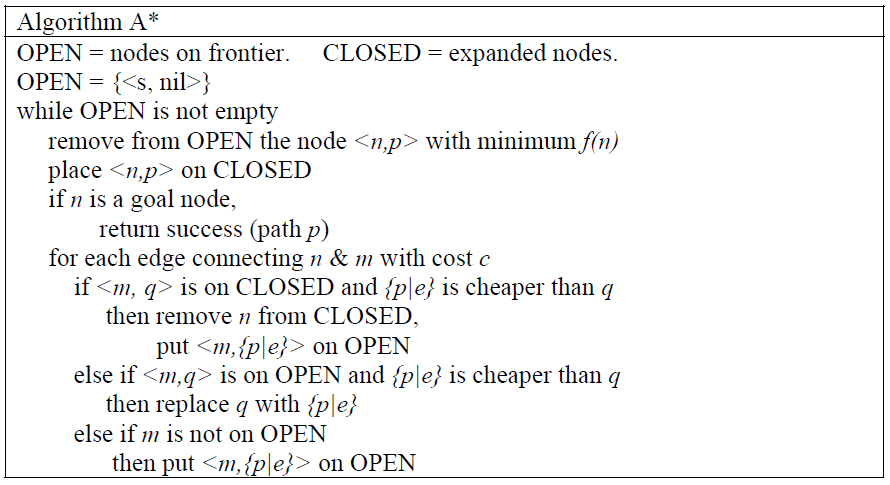 Algorithm A*
OPEN = nodes on frontier. CLOSED = expanded nodes.
OPEN = {<s, nil>}
while OPEN is not empty
remove from OPEN the node <n,p> with minimum f(n)
place <n,p> on CLOSED
if n is a goal node,
return success (path p)
for each edge connecting n & m with cost c
if <m, q> is on CLOSED and {p|e} is cheaper than q
then remove n from CLOSED,
put <m,{p|e}> on OPEN
else if <m,q> is on OPEN and {p|e} is cheaper than q
then replace q with {p|e}
else if m is not on OPEN
then put <m,{p|e}> on OPEN